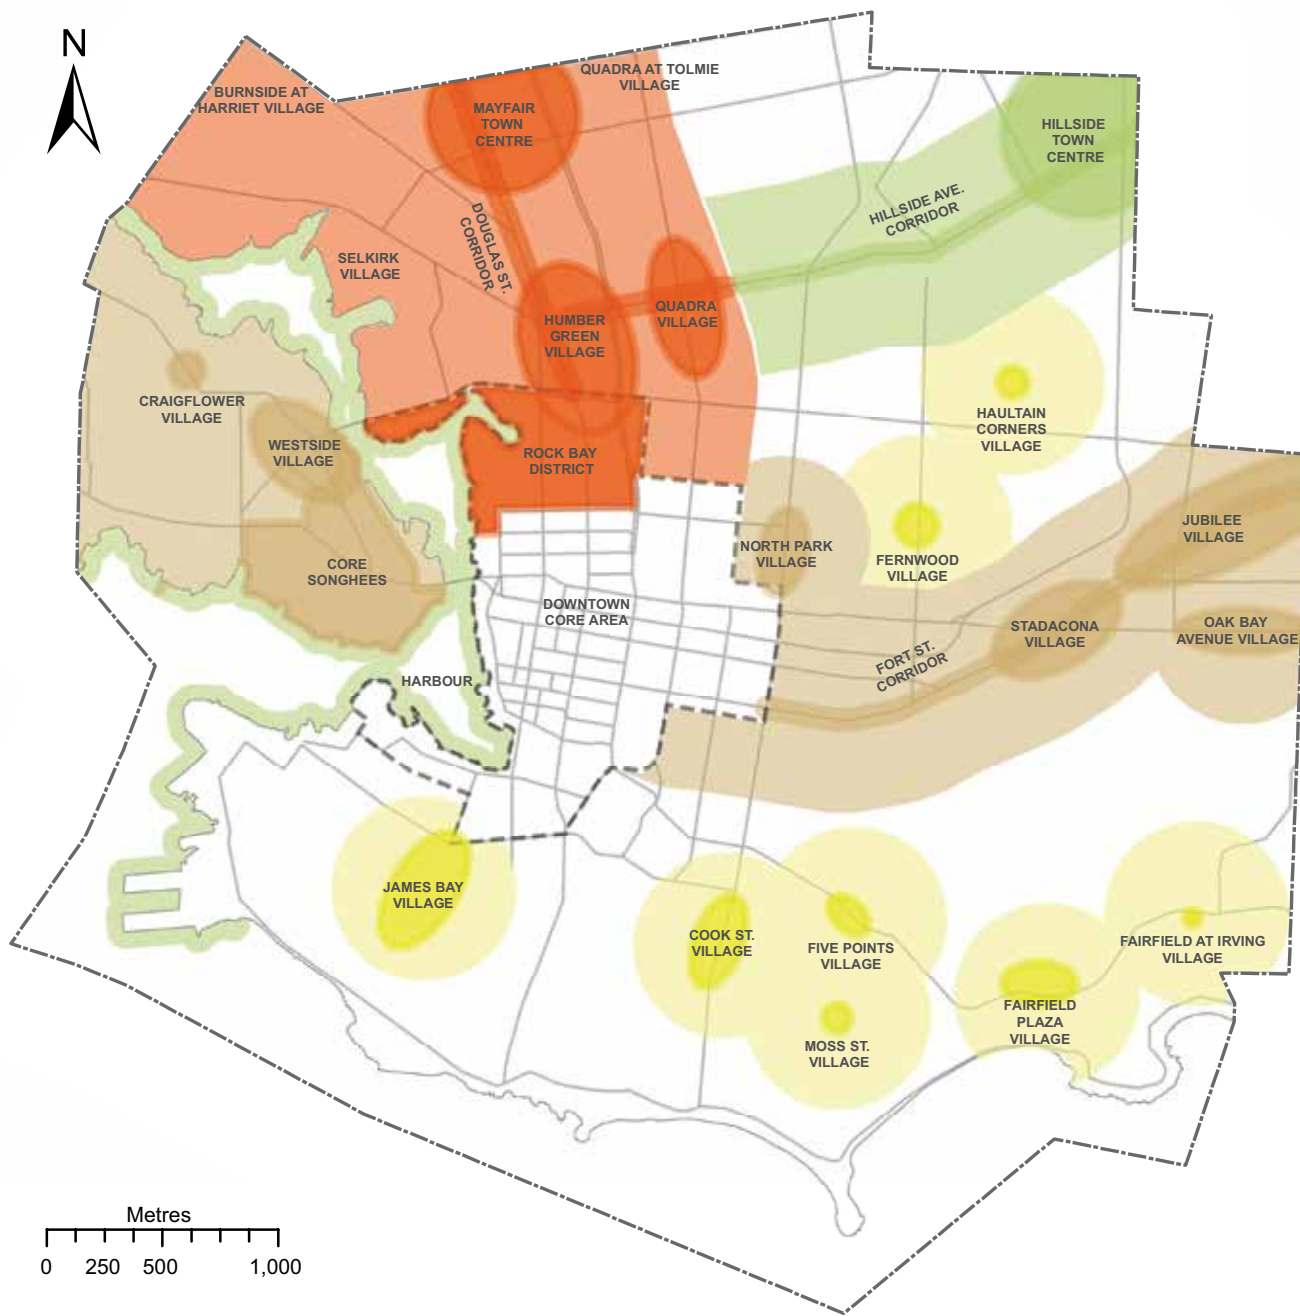 N
BURNSIDE AT
HARRIET VILLAGE
MAYFAIR
TOWN
CENTRE
QUADRA AT TOLMIE
VILLAGE
HILLSIDE
TOWN
CENTRE
HILLSIDE AVE.
CORRIDOR
DOUGLAS ST.
CORRIDOR
SELKIRK
VILLAGE
HUMBER
GREEN
VILLAGE
QUADRA
VILLAGE
CRAIGFLOWER
VILLAGE
WESTSIDE
VILLAGE
ROCK BAY
DISTRICT
HAULTAIN
CORNERS
VILLAGE
JUBILEE
VILLAGE
NORTH PARK
VILLAGE
FERNWOOD
VILLAGE
CORE
SONGHEES
DOWNTOWN
CORE AREA
STADACONA
VILLAGE
OAK BAY
AVENUE VILLAGE
FORT ST.
CORRIDOR
HARBOUR
JAMES BAY
VILLAGE
COOK ST.
VILLAGE
FIVE POINTS
VILLAGE
FAIRFIELD AT IRVING
VILLAGE
FAIRFIELD
PLAZA
VILLAGE
MOSS ST.
VILLAGE
Metres
0 250 500 1,000